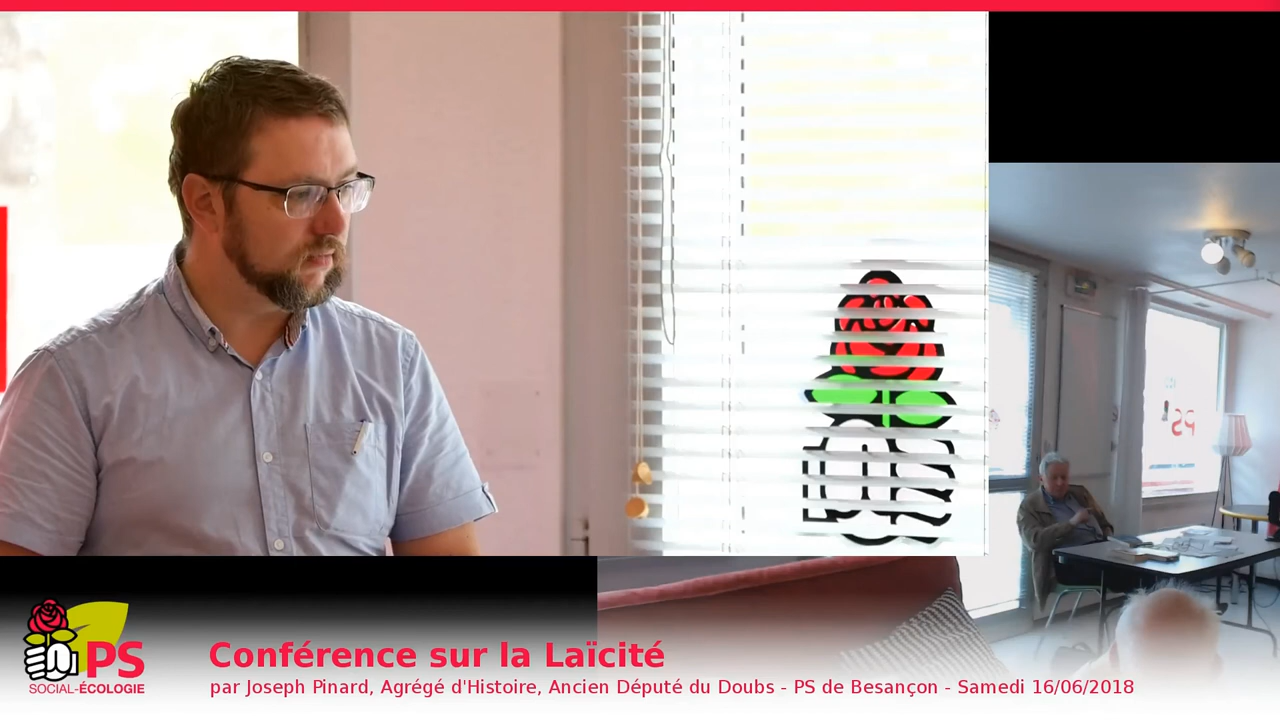 PS
PS
SOCIAL-ÉCOLOGIE
Conférence sur la Laïcité
par Joseph Pinard, Agrégé d'Histoire, Ancien Député du Doubs - PS de Besançon - Samedi 16/06/2018